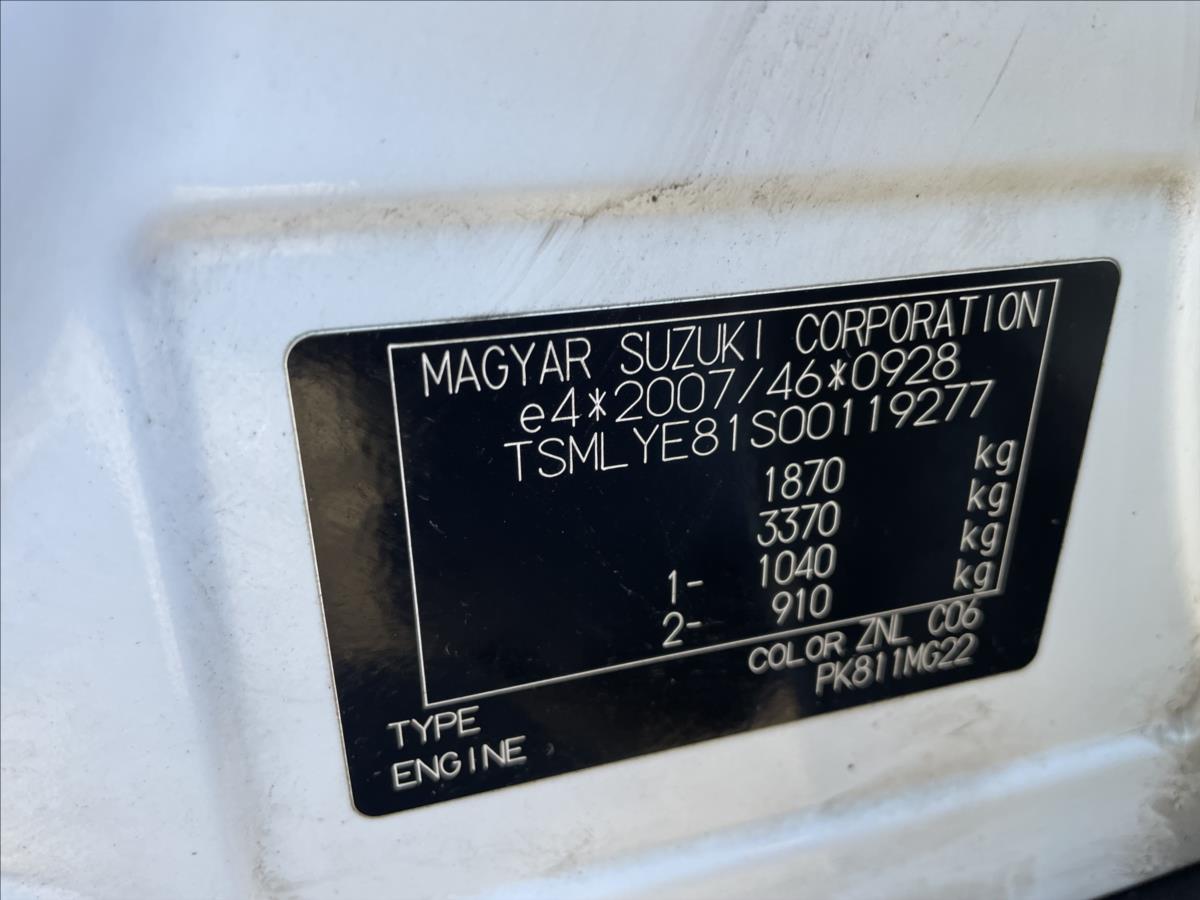 MAGYAR SUZUKI CORPORATION
e4*2007/46*0928
TSMLYE81S00119277
1870 kg
3370 kg
1- 1040 kg
2- 910 kg
COLOR ZNL C06
TYPE PK811MG22
ENGINE